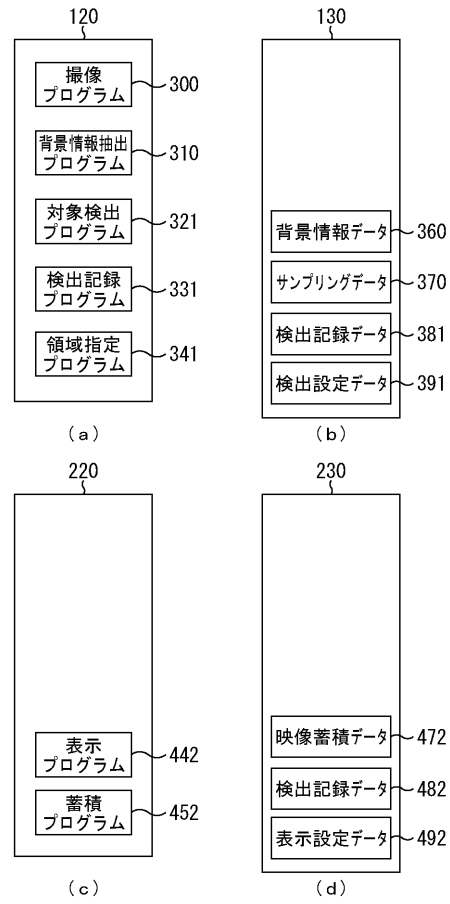 120
撮像
プログラム
300
背景情報抽出
プログラム
310
対象検出
プログラム
321
検出記録
プログラム
331
領域指定
プログラム
341
(a)
130
背景情報データ
360
サンプリングデータ
370
検出記録データ
381
検出設定データ
391
(b)
220
表示
プログラム
442
蓄積
プログラム
452
(c)
230
映像蓄積データ
472
検出記録データ
482
表示設定データ
492
(d)